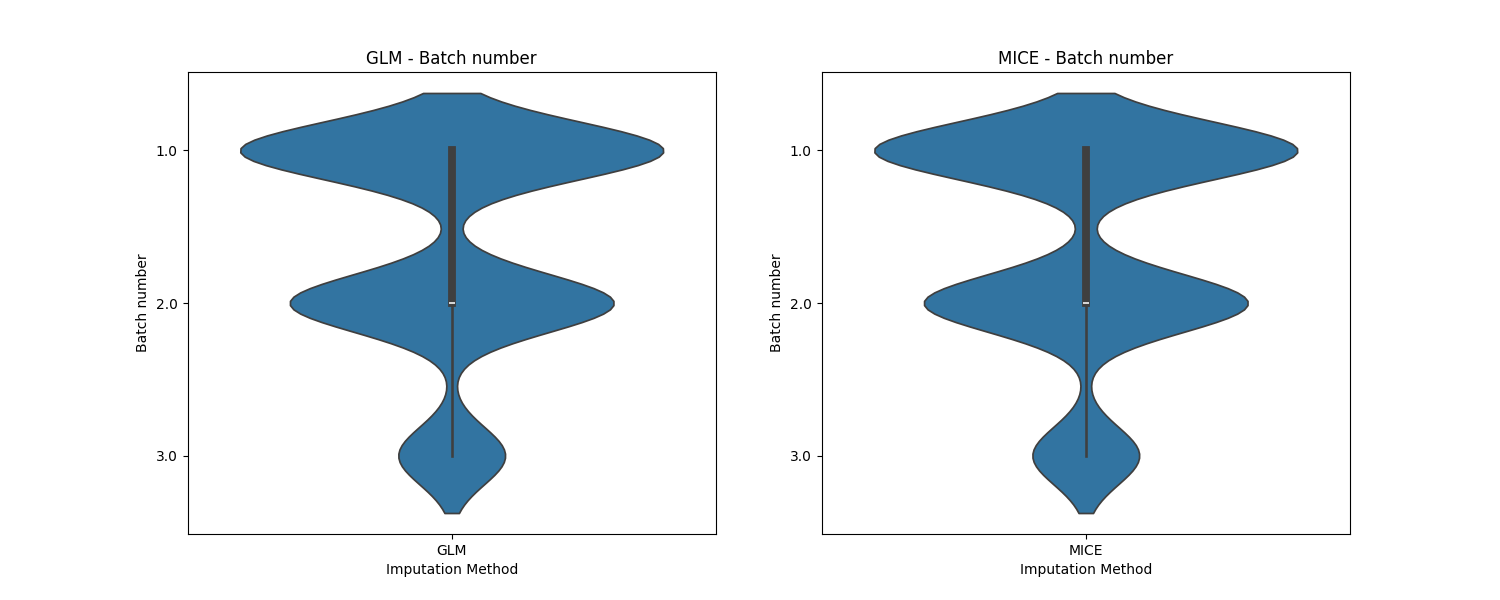 GLM - Batch number
Batch number
1.0
2.0
3.0
GLM
Imputation Method
MICE - Batch number
Batch number
1.0
2.0
3.0
MICE
Imputation Method